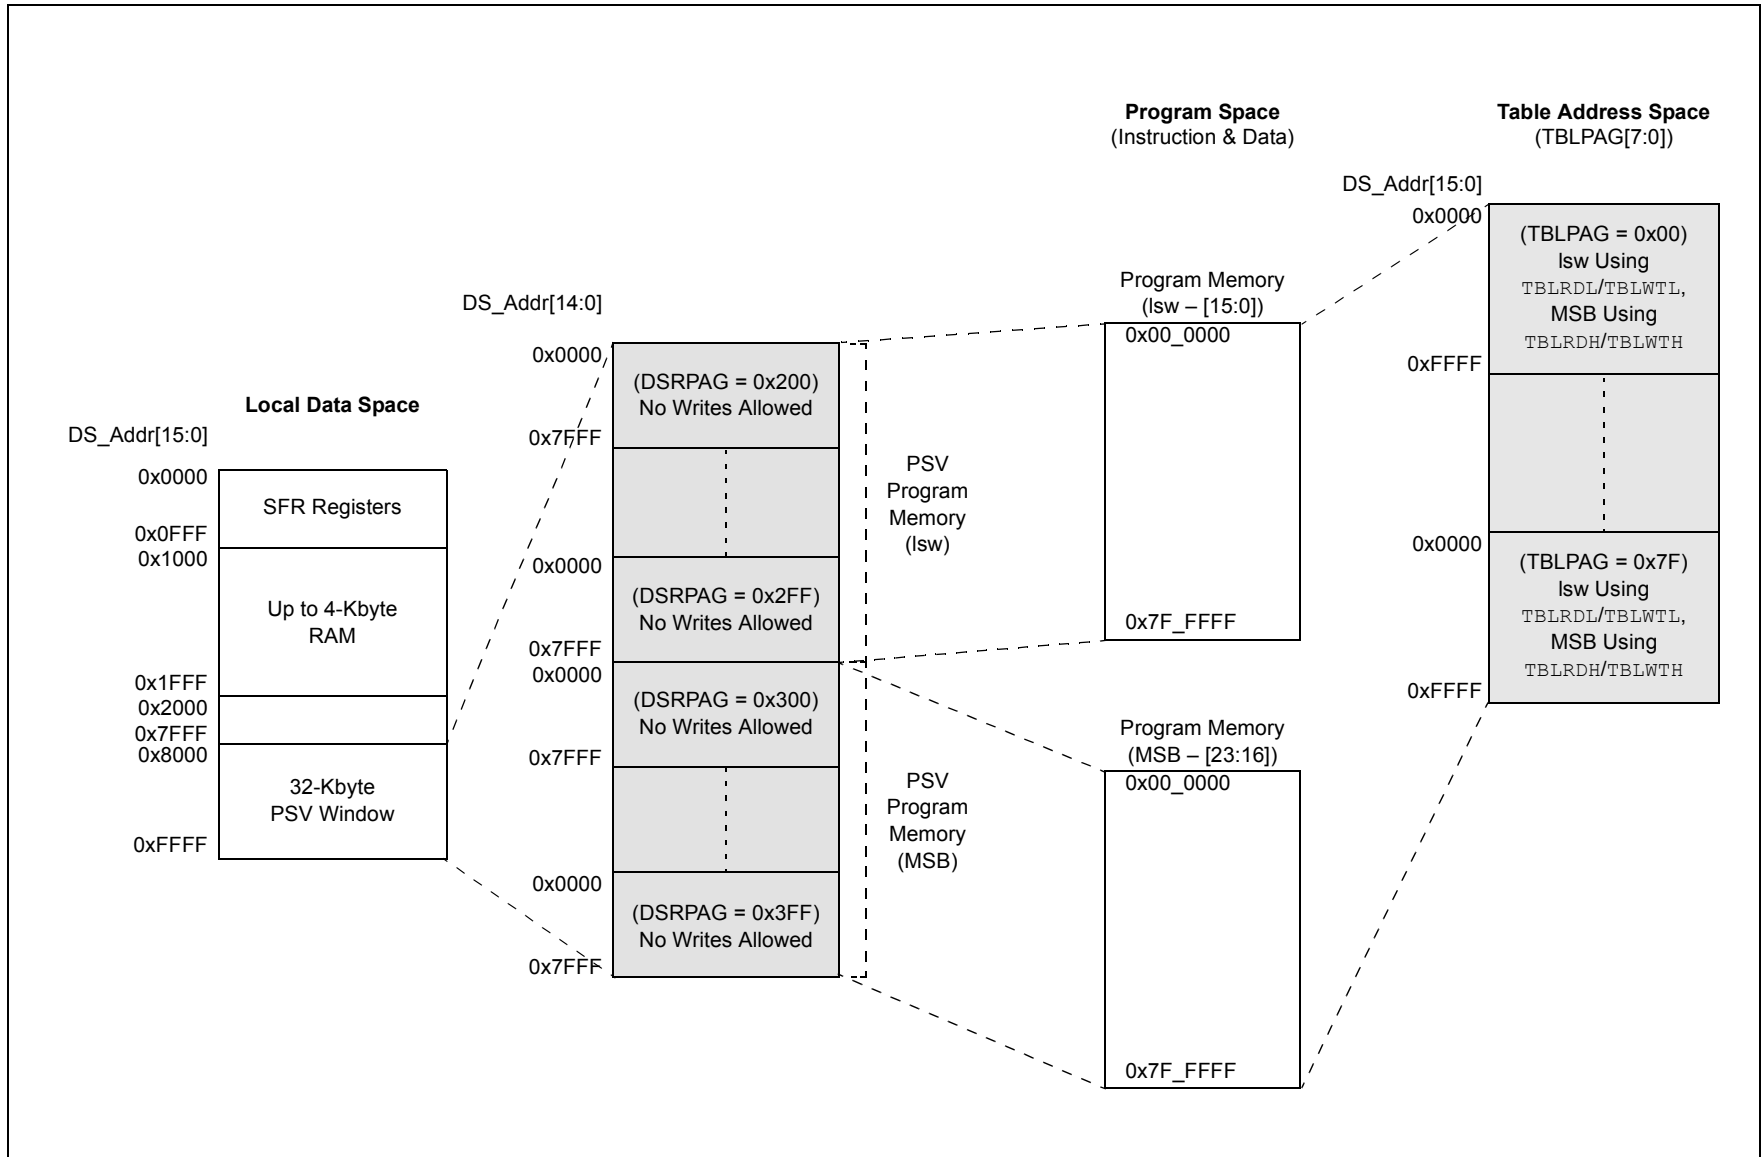 Program Space
(Instruction & Data)
Table Address Space
(TBLPAG[7:0])
Local Data Space
DS_Addr[15:0]
0x0000
SFR Registers
0x0FFF
0x1000
Up to 4-Kbyte
RAM
0x1FFF
0x2000
0x7FFF
0x8000
32-Kbyte
PSV Window
0xFFFF
DS_Addr[14:0]
0x0000
(DSRPAG = 0x200)
No Writes Allowed
0x7FFF
0x0000
(DSRPAG = 0x2FF)
No Writes Allowed
0x7FFF
0x0000
(DSRPAG = 0x300)
No Writes Allowed
0x7FFF
0x0000
(DSRPAG = 0x3FF)
No Writes Allowed
0x7FFF
PSV
Program
Memory
(lsw)
PSV
Program
Memory
(MSB)
Program Memory
(lsw – [15:0])
0x00_0000
0x7F_FFFF
Program Memory
(MSB – [23:16])
0x00_0000
0x7F_FFFF
DS_Addr[15:0]
0x0000
(TBLPAG = 0x00)
lsw Using
TBLRDL/TBLWTL,
MSB Using
TBLRDH/TBLWTH
0xFFFF
0x0000
(TBLPAG = 0x7F)
lsw Using
TBLRDL/TBLWTL,
MSB Using
TBLRDH/TBLWTH
0xFFFF